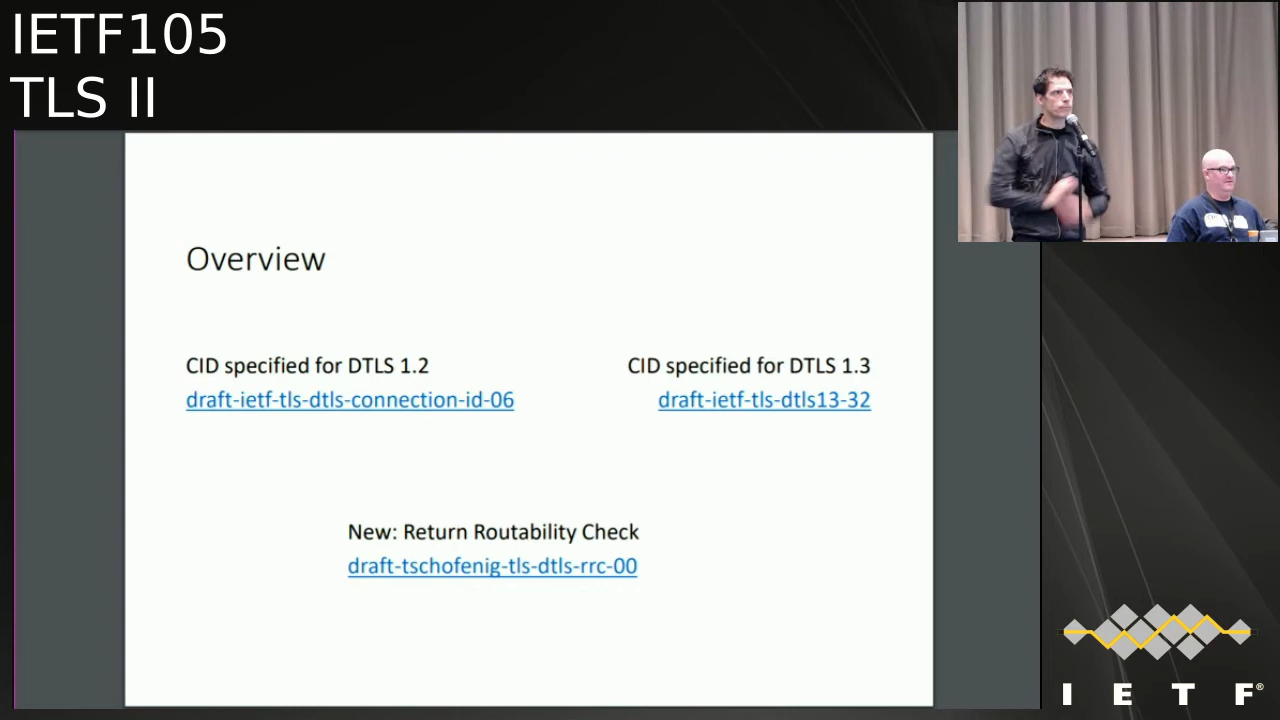 IETF105
TLS II
Overview
CID specified for DTLS 1.2
draft-ietf-tls-dtls-connection-id-06
CID specified for DTLS 1.3
draft-ietf-tls-dtls13-32
New: Return Routability Check
draft-tschofenig-tls-dtls-rrc-00
I E T F®